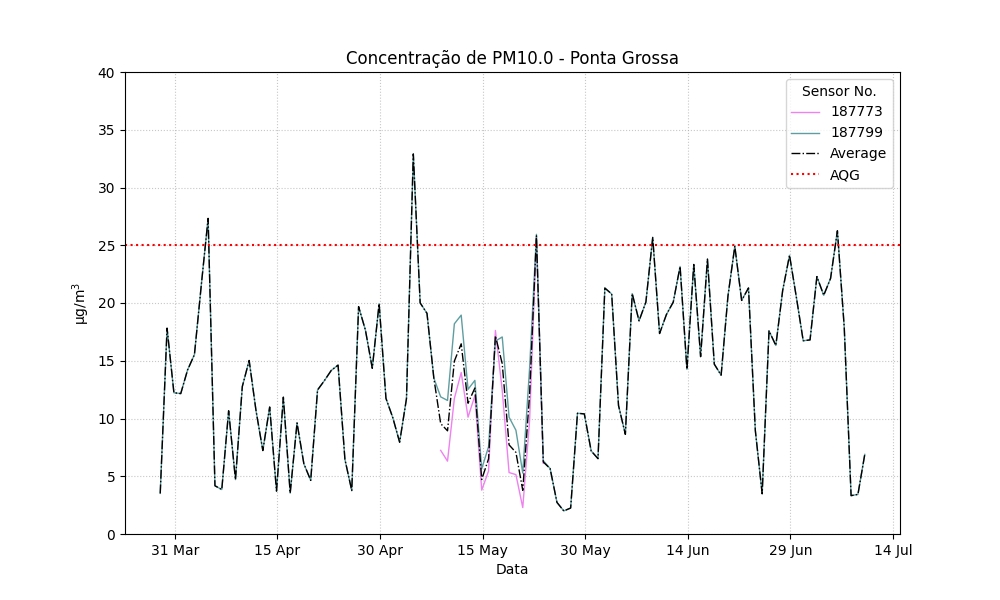 Concentração de PM10.0 - Ponta Grossa
40
35
30
25
20
15
10
5
0
µg/m³
Sensor No.
187773
187799
Average
AQG
31 Mar
15 Apr
30 Apr
15 May
30 May
14 Jun
29 Jun
14 Jul
Data